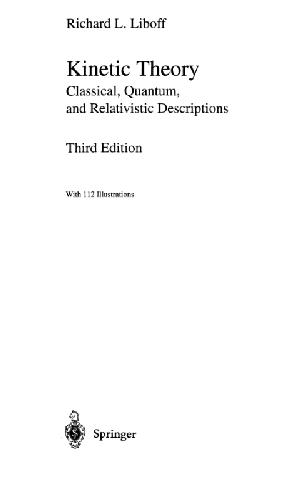 Richard L. Liboff
Kinetic Theory
Classical, Quantum,
and Relativistic Descriptions
Third Edition
With 112 Illustrations
Springer